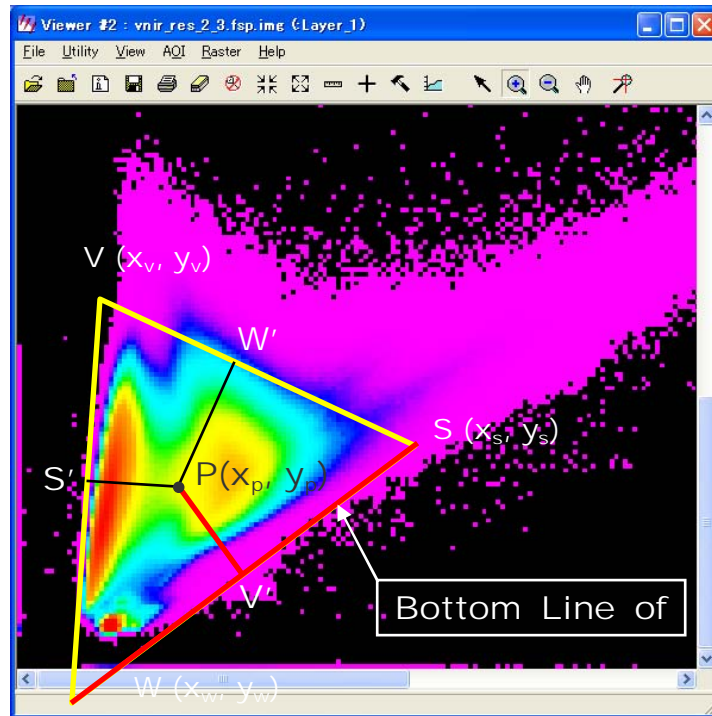 Viewer #2 : vnir_res_2_3.fsp.img (:Layer_1)
File Utility View AOI Raster Help
V (xv, yv)
W'
S (xs, ys)
S'
P(xp, yp)
V'
Bottom Line of
W (xw, yw)